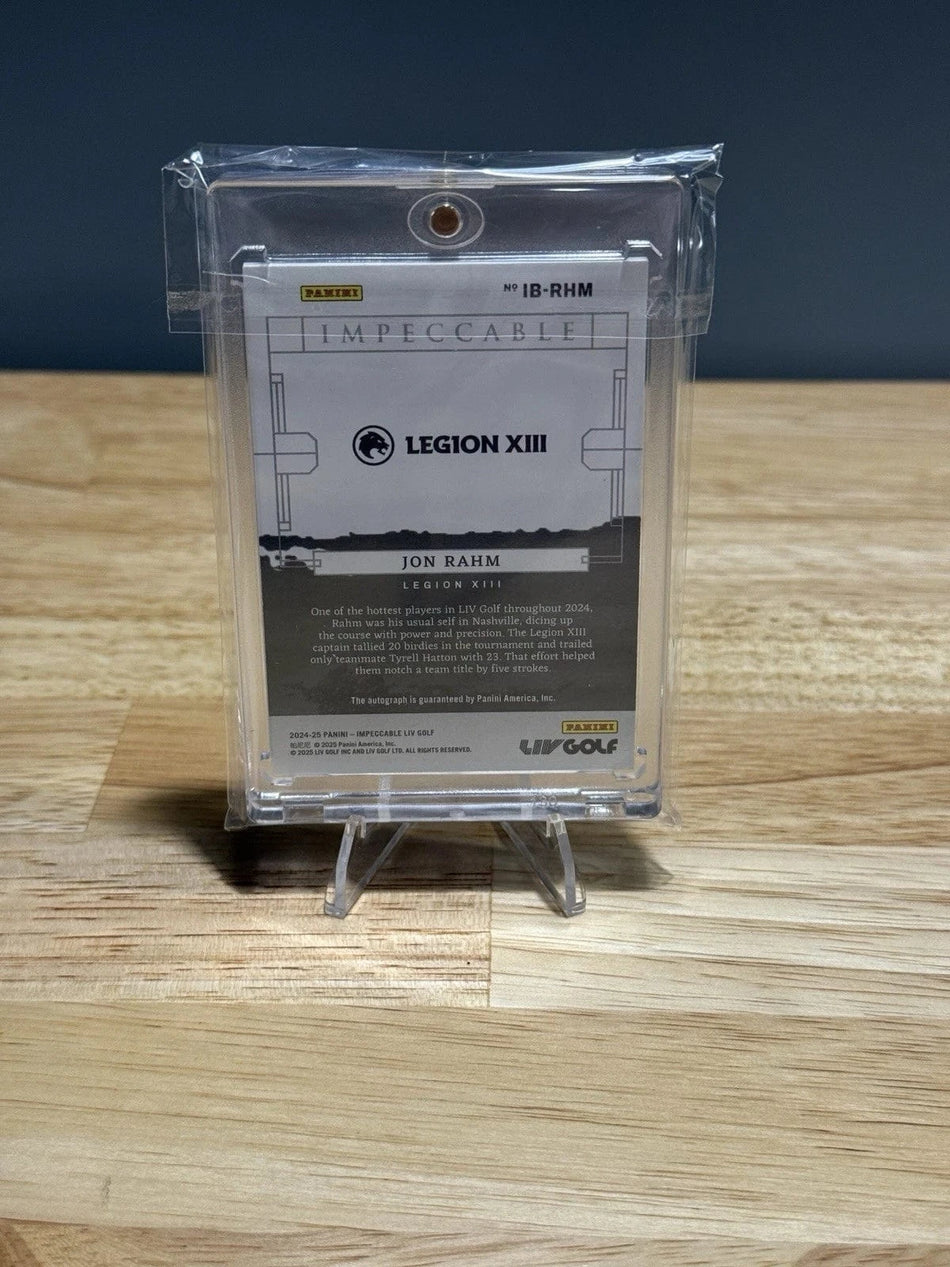 PANINI
Nº IB-RHM
IMPECCABLE
LEG1ON XIII
JON RAHM
LEGION XIII
One of the hottest players in LIV Golf throughout 2024,
Rahm was his usual self in Nashville, dicing up
the course with power and precision. The Legion XIII
captain tallied 20 birdies in the tournament and trailed
only teammate Tyrell Hatton with 23. That effort helped
them notch a team title by five strokes.
The autograph is guaranteed by Panini America, Inc.
PANINI
LIV GOLF
2024-25 PANINI – IMPECCABLE LIV GOLF
帕尼尼 © 2025 Panini America, Inc.
© 2025 LIV GOLF INC AND LIV GOLF LTD. ALL RIGHTS RESERVED.